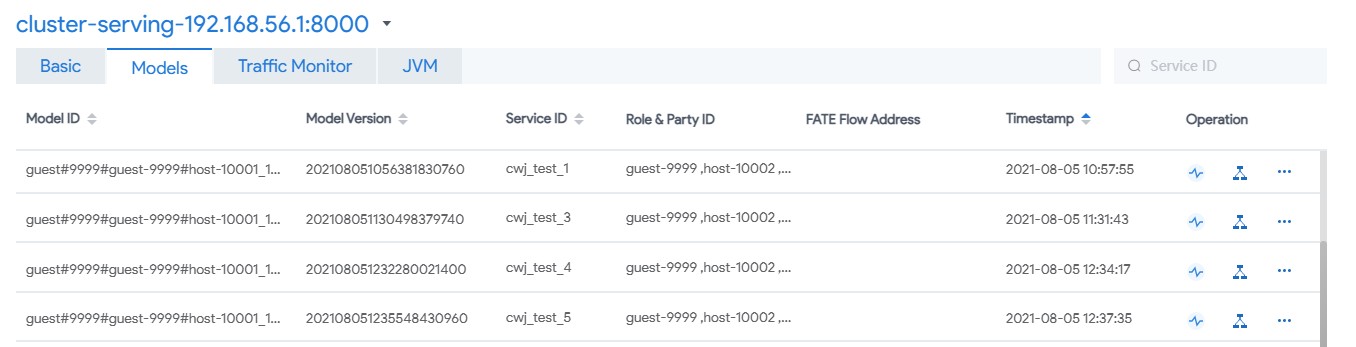 cluster-serving-192.168.56.1:8000
Basic Models Traffic Monitor JVM Service ID
Model ID Model Version Service ID Role & Party ID FATE Flow Address Timestamp Operation
guest#9999#guest-9999#host-10001_1... 202108051056381830760 cwj_test_1 guest-9999 ,host-10002 ,... 2021-08-05 10:57:55
guest#9999#guest-9999#host-10001_1... 202108051130498379740 cwj_test_3 guest-9999 ,host-10002 ,... 2021-08-05 11:31:43
guest#9999#guest-9999#host-10001_1... 202108051232280021400 cwj_test_4 guest-9999 ,host-10002 ,... 2021-08-05 12:34:17
guest#9999#guest-9999#host-10001_1... 202108051235548430960 cwj_test_5 guest-9999 ,host-10002 ,... 2021-08-05 12:37:35